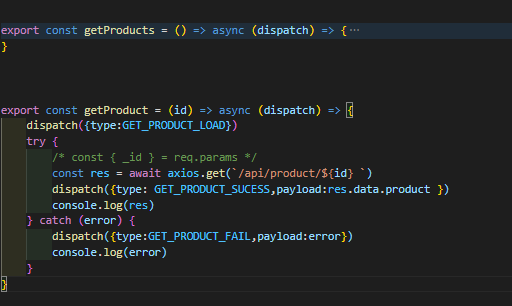 export const getProducts = () => async (dispatch) => {···
}
export const getProduct = (id) => async (dispatch) => {
dispatch({type:GET_PRODUCT_LOAD})
try {
/* const { _id } = req.params */
const res = await axios.get(`/api/product/${id} `)
dispatch({type: GET_PRODUCT_SUCESS,payload:res.data.product })
console.log(res)
} catch (error) {
dispatch({type:GET_PRODUCT_FAIL,payload:error})
console.log(error)
}
}